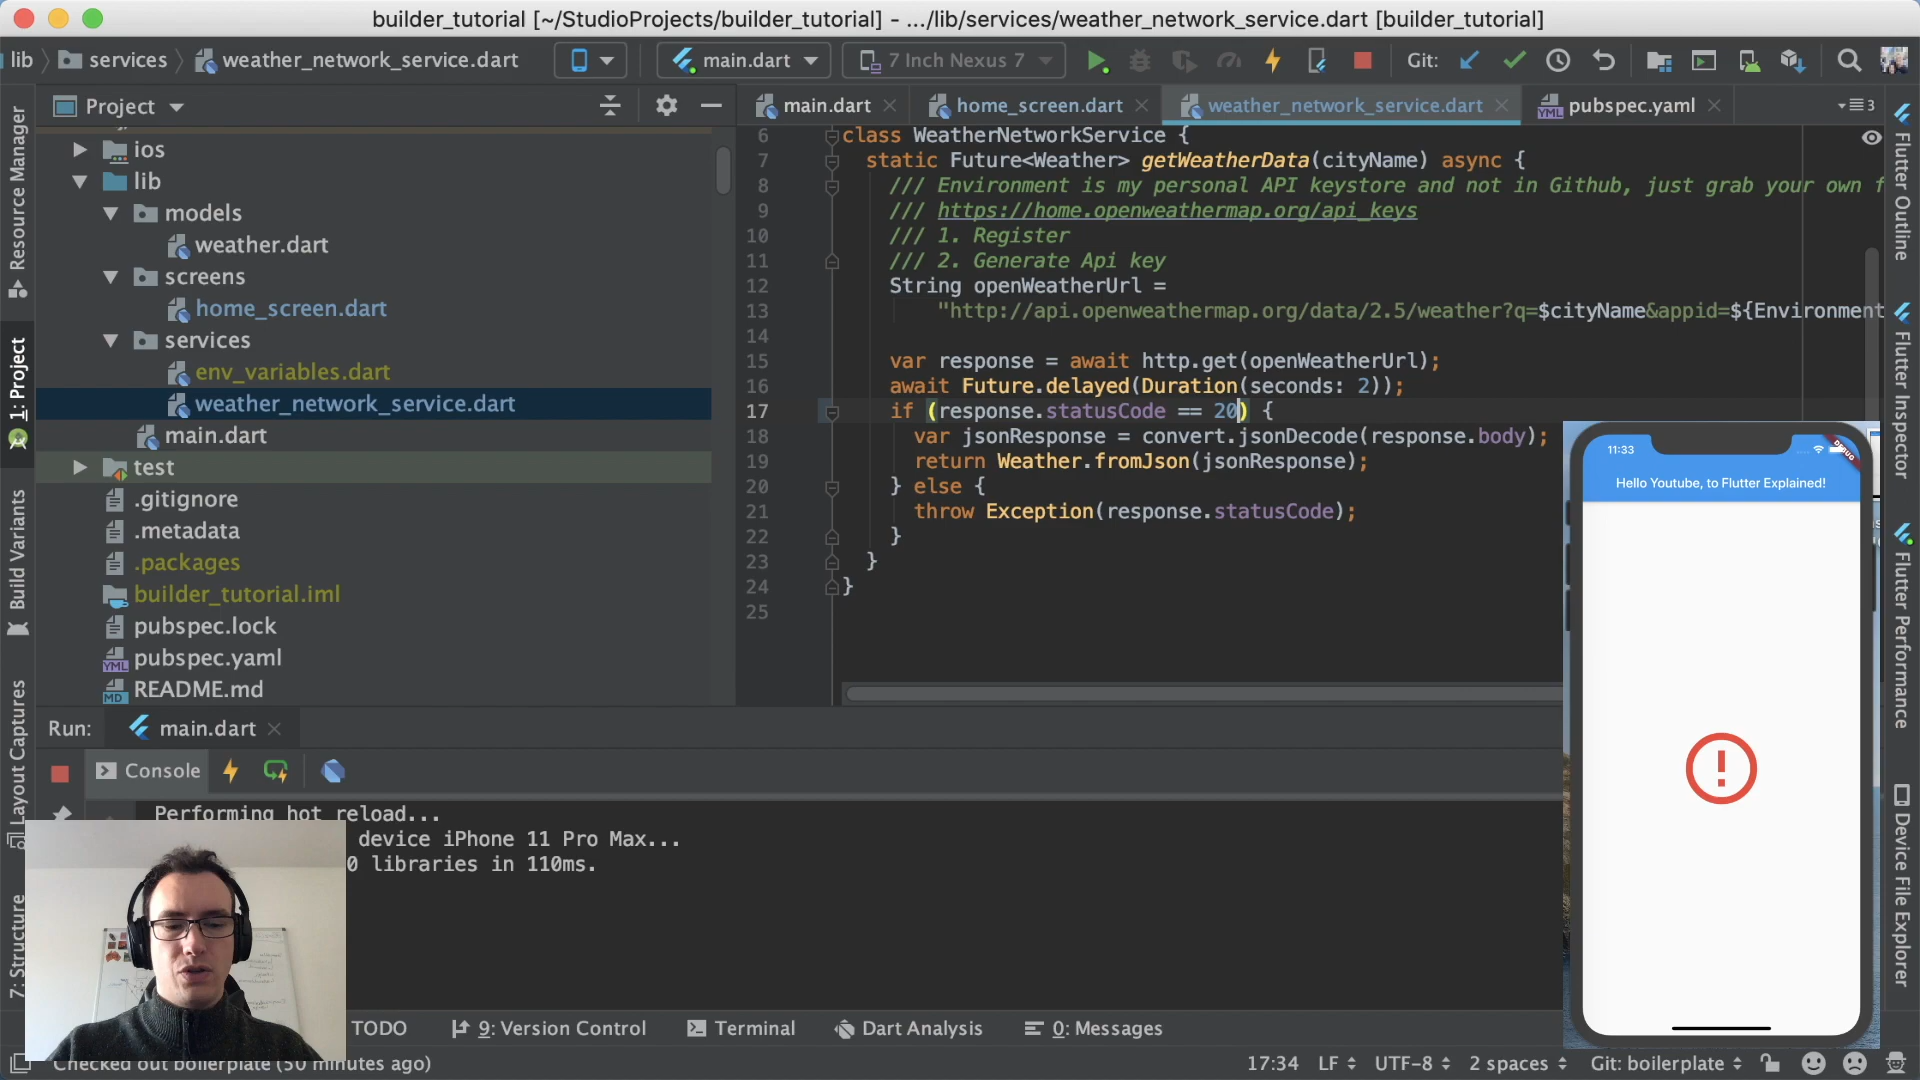 builder_tutorial [~/StudioProjects/builder_tutorial] - .../lib/services/weather_network_service.dart [builder_tutorial]
lib
services
weather_network_service.dart
main.dart
7 Inch Nexus 7
Git:
Project
main.dart
home_screen.dart
weather_network_service.dart
pubspec.yaml
3
Resource Manager
1: Project
Build Variants
Layout Captures
7: Structure
ios
lib
models
weather.dart
screens
home_screen.dart
services
env_variables.dart
weather_network_service.dart
main.dart
test
.gitignore
.metadata
.packages
builder_tutorial.iml
pubspec.lock
pubspec.yaml
README.md
6 class WeatherNetworkService {
7 static Future<Weather> getWeatherData(cityName) async {
8 /// Environment is my personal API keystore and not in Github, just grab your own f
9 /// https://home.openweathermap.org/api_keys
10 /// 1. Register
11 /// 2. Generate Api key
12 String openWeatherUrl =
13 "http://api.openweathermap.org/data/2.5/weather?q=$cityName&appid=${Environment
14
15 var response = await http.get(openWeatherUrl);
16 await Future.delayed(Duration(seconds: 2));
17 if (response.statusCode == 20) {
18 var jsonResponse = convert.jsonDecode(response.body);
19 return Weather.fromJson(jsonResponse);
20 } else {
21 throw Exception(response.statusCode);
22 }
23 }
24 }
25
Flutter Outline
Flutter Inspector
Flutter Performance
Device File Explorer
11:33
DEBUG
Hello Youtube, to Flutter Explained!
Run:
main.dart
Console
Performing hot reload...
device iPhone 11 Pro Max...
0 libraries in 110ms.
TODO
9: Version Control
Terminal
Dart Analysis
0: Messages
Checked out boilerplate (50 minutes ago)
17:34
LF
UTF-8
2 spaces
Git: boilerplate